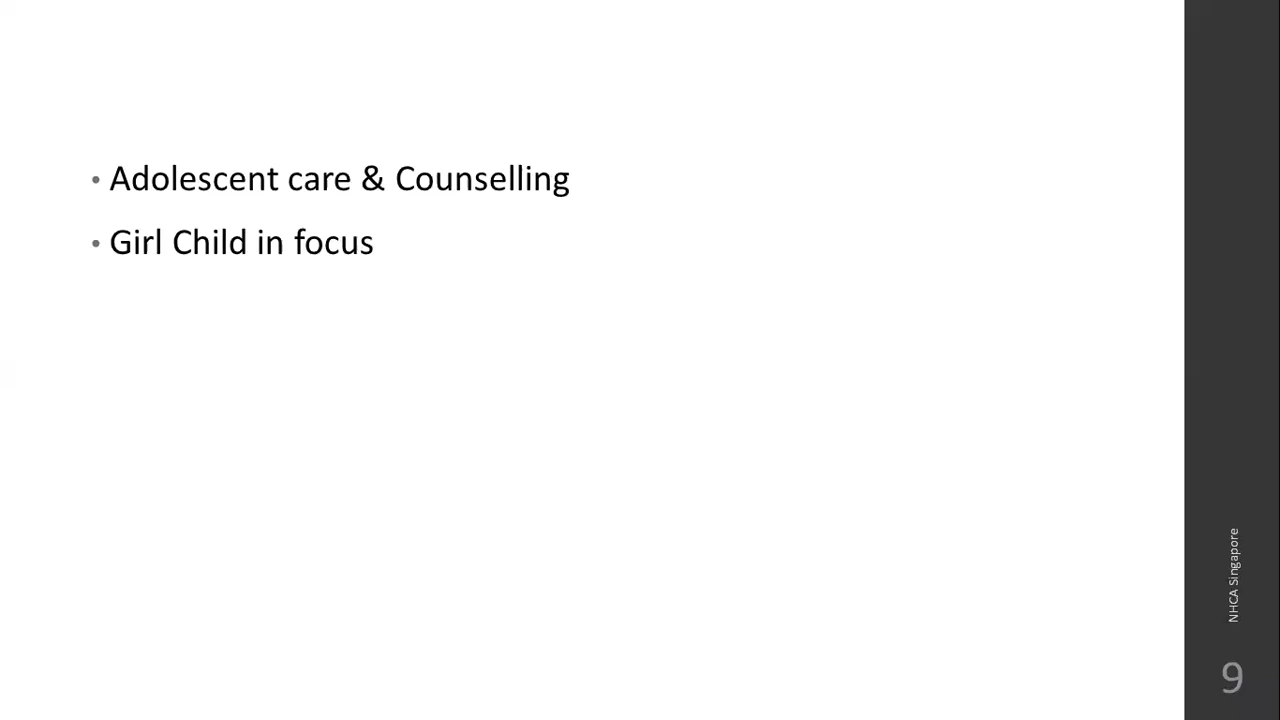 • Adolescent care & Counselling
• Girl Child in focus
NHCA Singapore
9